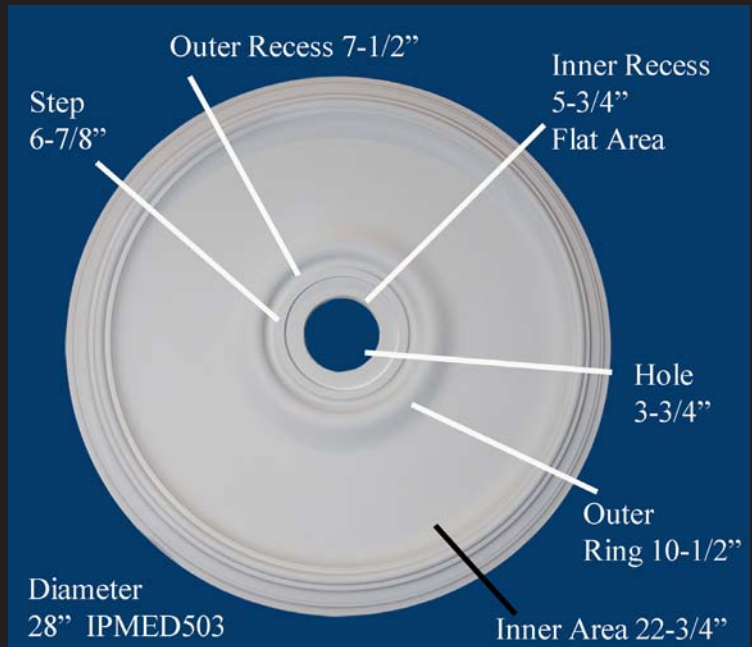 Outer Recess 7-1/2”
Inner Recess
5-3/4”
Flat Area
Step
6-7/8”
Hole
3-3/4”
Outer
Ring 10-1/2”
Diameter
28” IPMED503
Inner Area 22-3/4”